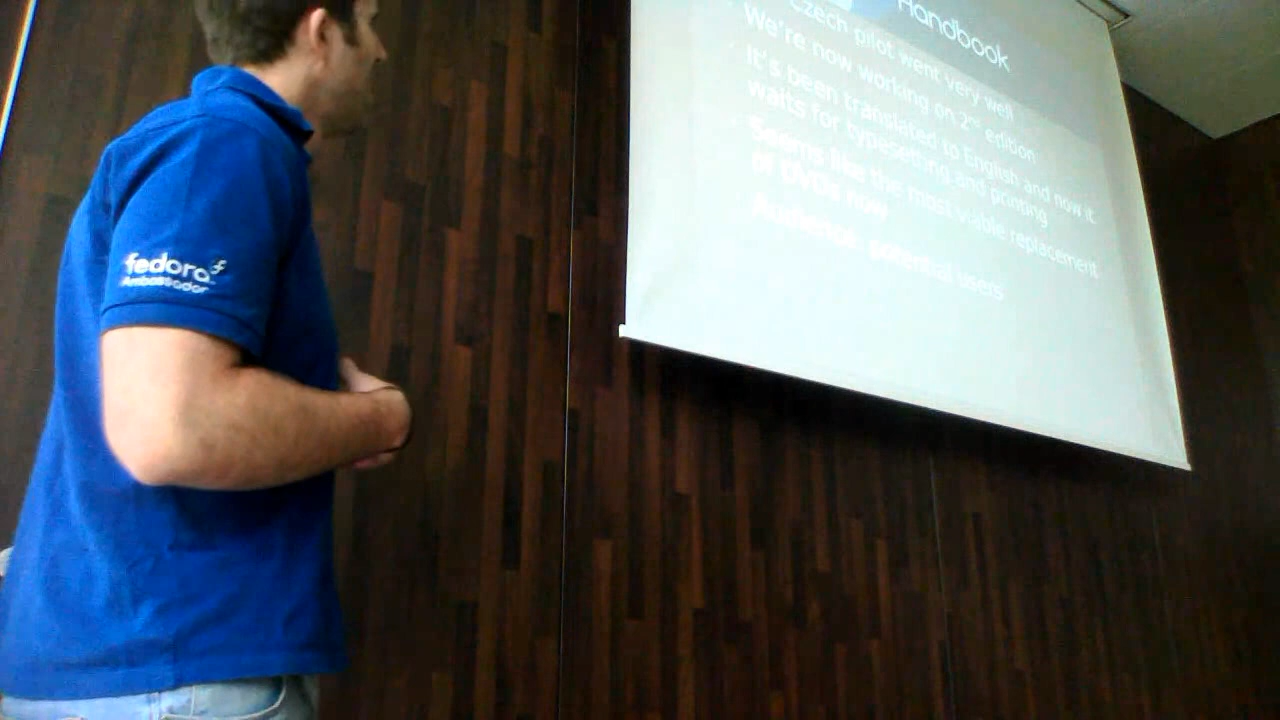 Handbook
Czech pilot went very well
We're now working on 2nd edition
It's been translated to English and now it
waits for typesetting and printing
Seems like the most viable replacement
of DVDs now
Audience: potential users
fedora
Ambassador